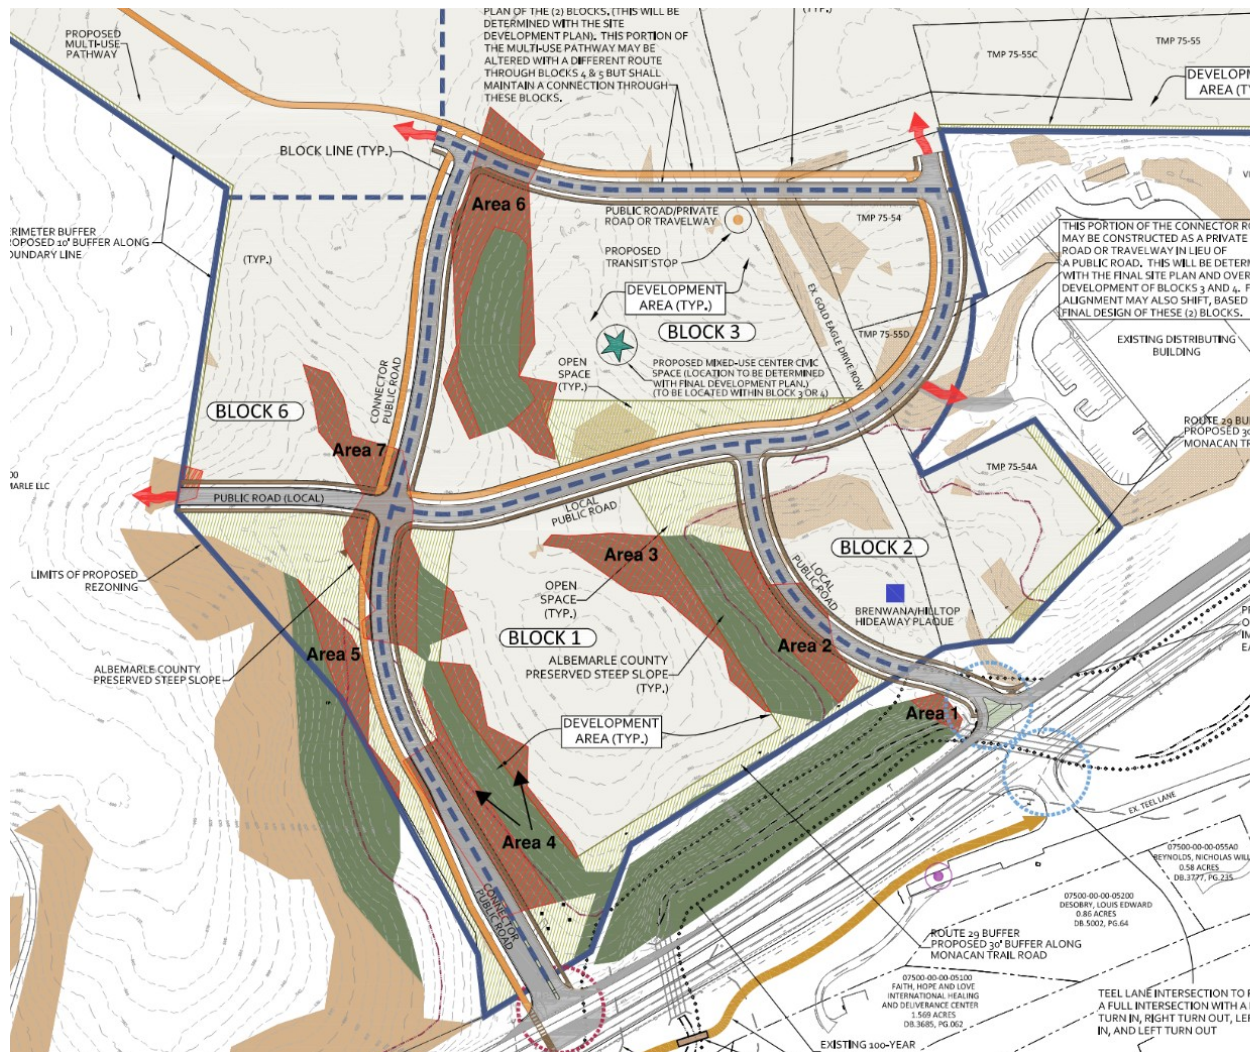 PLAN OF THE (2) BLOCKS. (THIS WILL BE
DETERMINED WITH THE SITE
DEVELOPMENT PLAN). THIS PORTION OF
THE MULTI-USE PATHWAY MAY BE
ALTERED WITH A DIFFERENT ROUTE
THROUGH BLOCKS 4 & 5 BUT SHALL
MAINTAIN A CONNECTION THROUGH
THESE BLOCKS.
(TYP.)
PROPOSED
MULTI-USE
PATHWAY
TMP 75-55C
TMP 75-55
DEVELOPM
AREA (TY
BLOCK LINE (TYP.)
Area 6
PUBLIC ROAD/PRIVATE
ROAD OR TRAVELWAY
TMP 75-54
PROPOSED
TRANSIT STOP
ERIMETER BUFFER
ROPOSED 10' BUFFER ALONG
OUNDARY LINE
(TYP.)
THIS PORTION OF THE CONNECTOR RO
MAY BE CONSTRUCTED AS A PRIVATE
ROAD OR TRAVELWAY IN LIEU OF
A PUBLIC ROAD. THIS WILL BE DETERM
WITH THE FINAL SITE PLAN AND OVER
DEVELOPMENT OF BLOCKS 3 AND 4. F
ALIGNMENT MAY ALSO SHIFT, BASED
FINAL DESIGN OF THESE (2) BLOCKS.
DEVELOPMENT
AREA (TYP.)
BLOCK 3
EX. GOLD EAGLE DRIVE ROW
TMP 75-55D
EXISTING DISTRIBUTING
BUILDING
OPEN
SPACE
(TYP.)
PROPOSED MIXED-USE CENTER CIVIC
SPACE (LOCATION TO BE DETERMINED
WITH FINAL DEVELOPMENT PLAN.)
(TO BE LOCATED WITHIN BLOCK 3 OR 4)
CONNECTOR
PUBLIC ROAD
BLOCK 6
Area 7
ROUTE 29 BU
PROPOSED 30
MONACAN TR
TMP 75-54A
MARLE LLC
PUBLIC ROAD (LOCAL)
LOCAL
PUBLIC ROAD
LIMITS OF PROPOSED
REZONING
Area 3
BLOCK 2
LOCAL
PUBLIC ROAD
OPEN
SPACE
(TYP.)
BRENWANA/HILLTOP
HIDEAWAY PLAQUE
BLOCK 1
Area 2
Area 5
ALBEMARLE COUNTY
PRESERVED STEEP SLOPE
ALBEMARLE COUNTY
PRESERVED STEEP SLOPE
(TYP.)
Area 1
DEVELOPMENT
AREA (TYP.)
Area 4
EX. TEEL LANE
07500-00-00-055A0
REYNOLDS, NICHOLAS WILL
0.58 ACRES
DB.3777, PG.235
07500-00-00-05200
DESOBRY, LOUIS EDWARD
0.86 ACRES
DB.5002, PG.64
CONNECTOR
PUBLIC ROAD
ROUTE 29 BUFFER
PROPOSED 30' BUFFER ALONG
MONACAN TRAIL ROAD
07500-00-00-05100
FAITH, HOPE AND LOVE
INTERNATIONAL HEALING
AND DELIVERANCE CENTER
1.569 ACRES
DB.3685, PG.062
TEEL LANE INTERSECTION TO
A FULL INTERSECTION WITH A
TURN IN, RIGHT TURN OUT, LE
IN, AND LEFT TURN OUT
EXISTING 100-YEAR